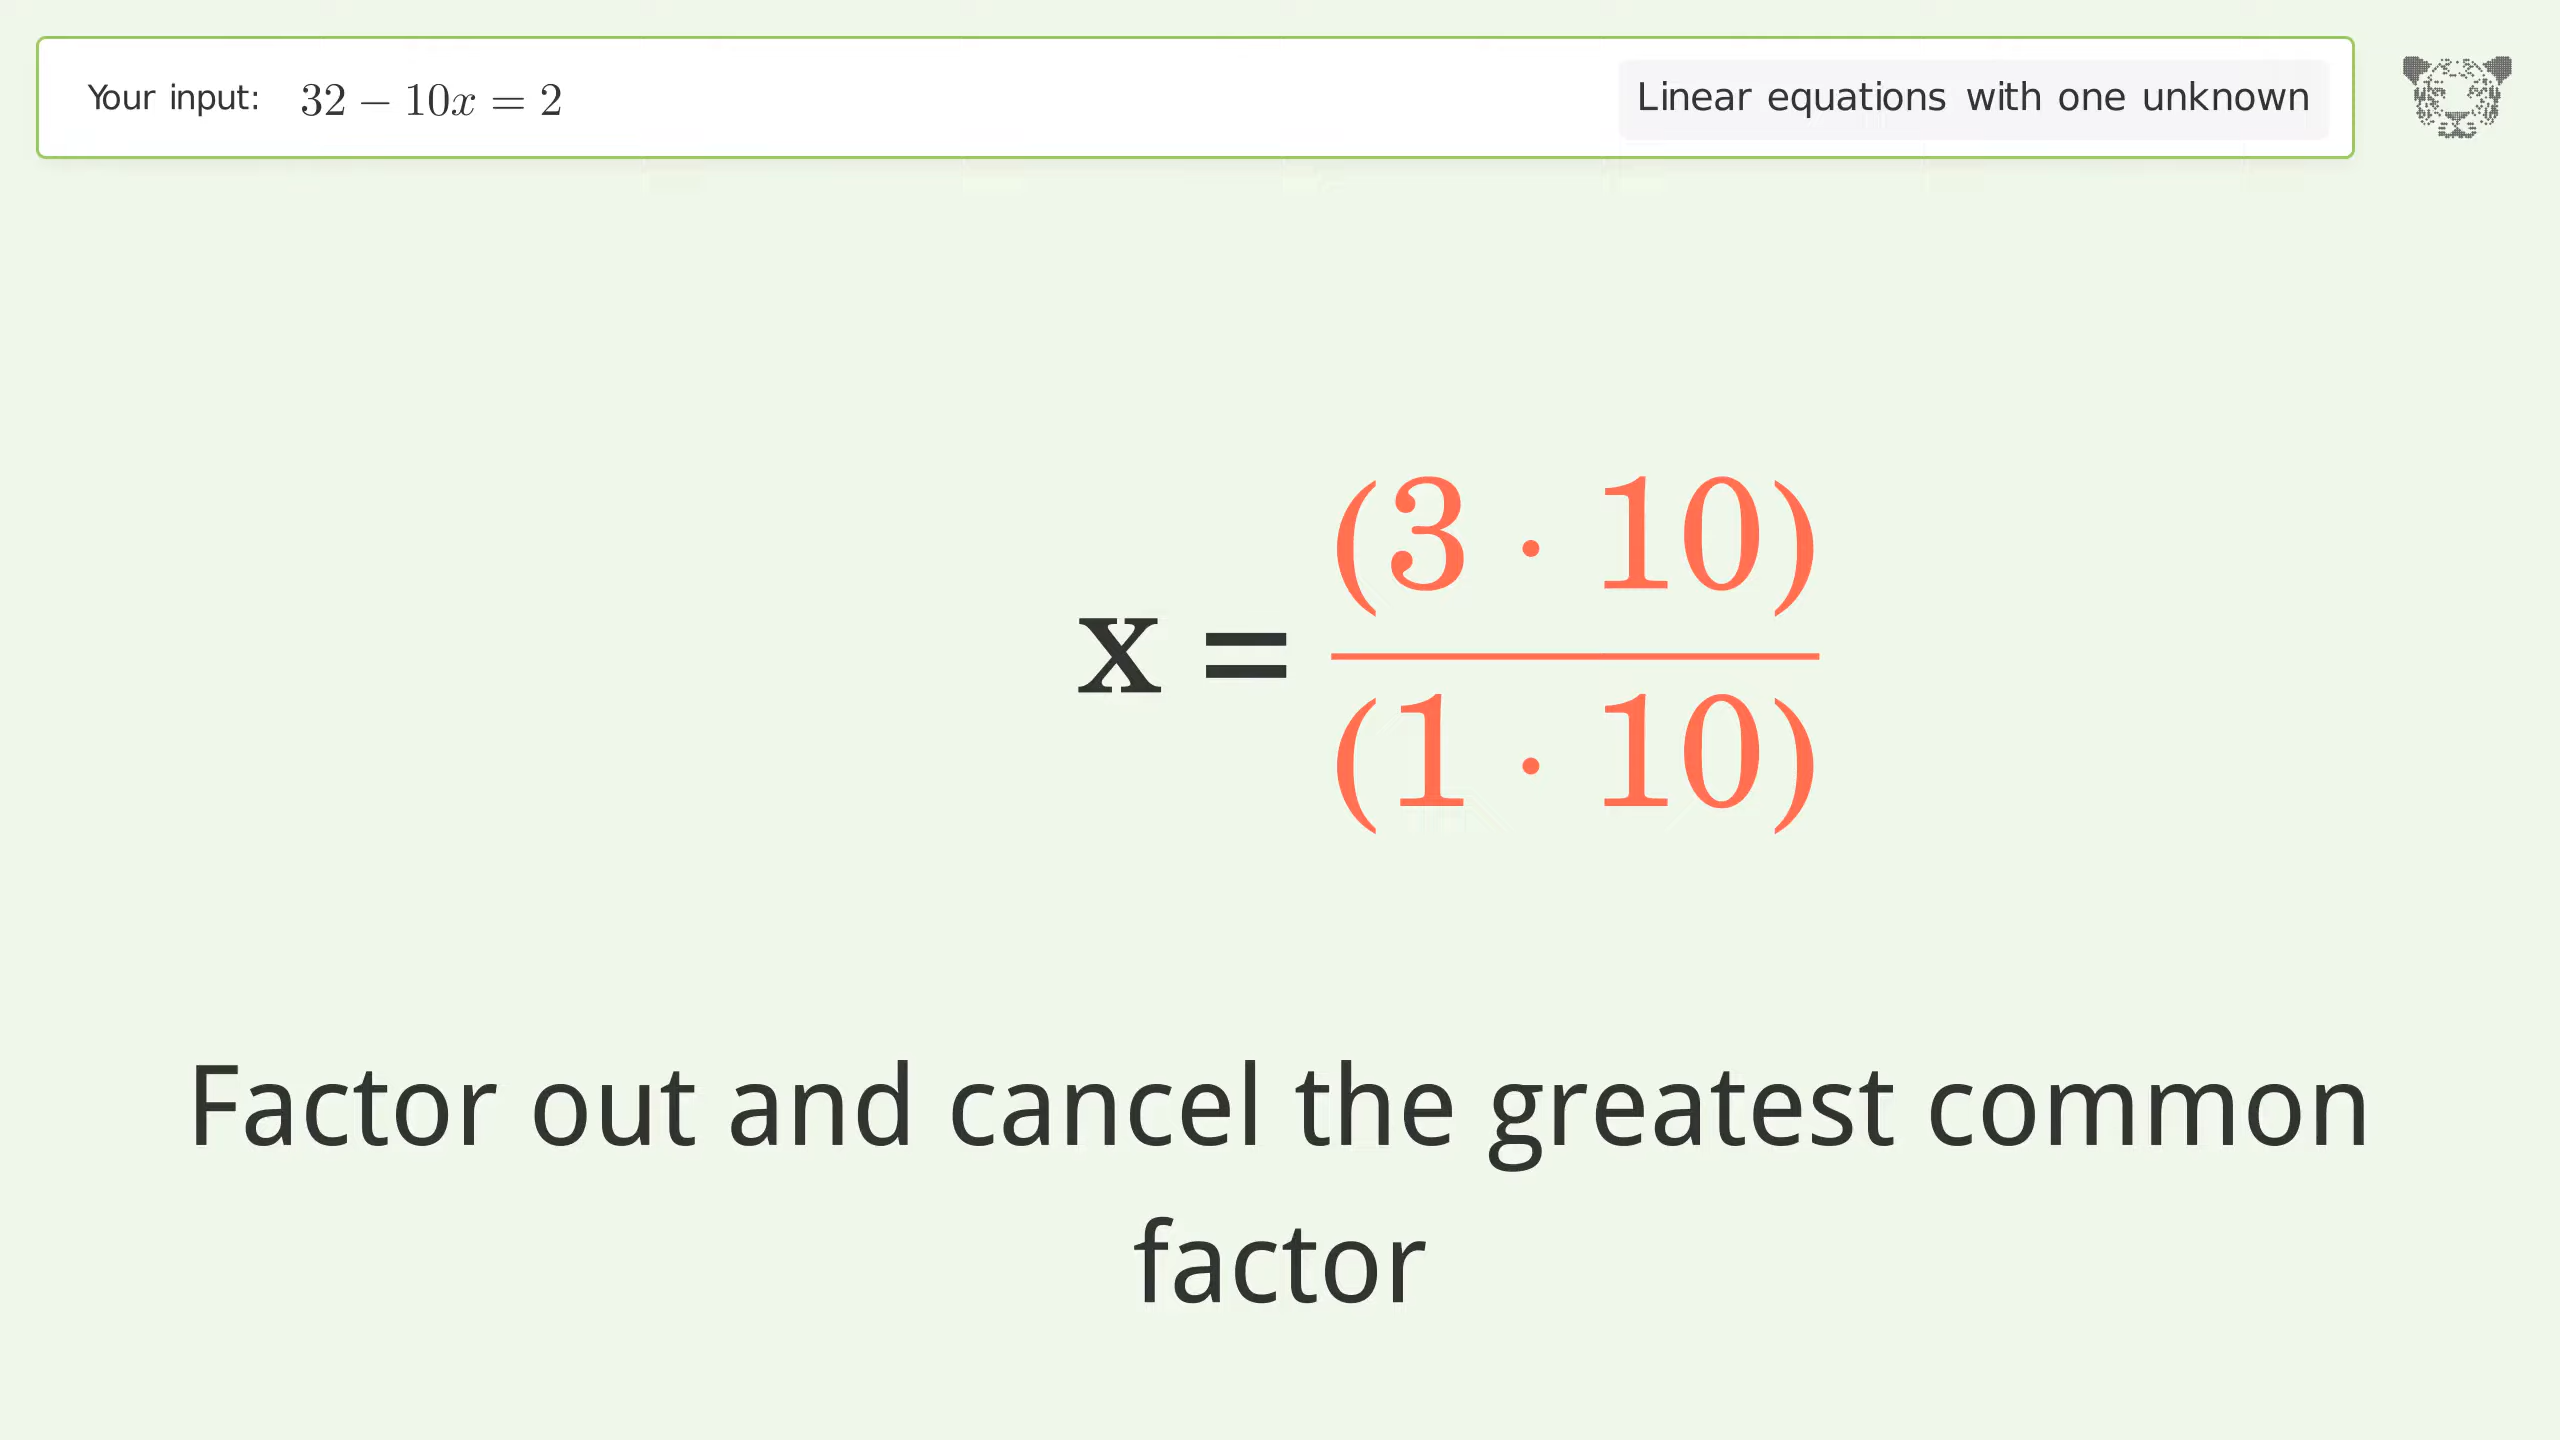 Your input: 32 − 10x = 2
Linear equations with one unknown
x = (3 · 10) / (1 · 10)
Factor out and cancel the greatest common
factor